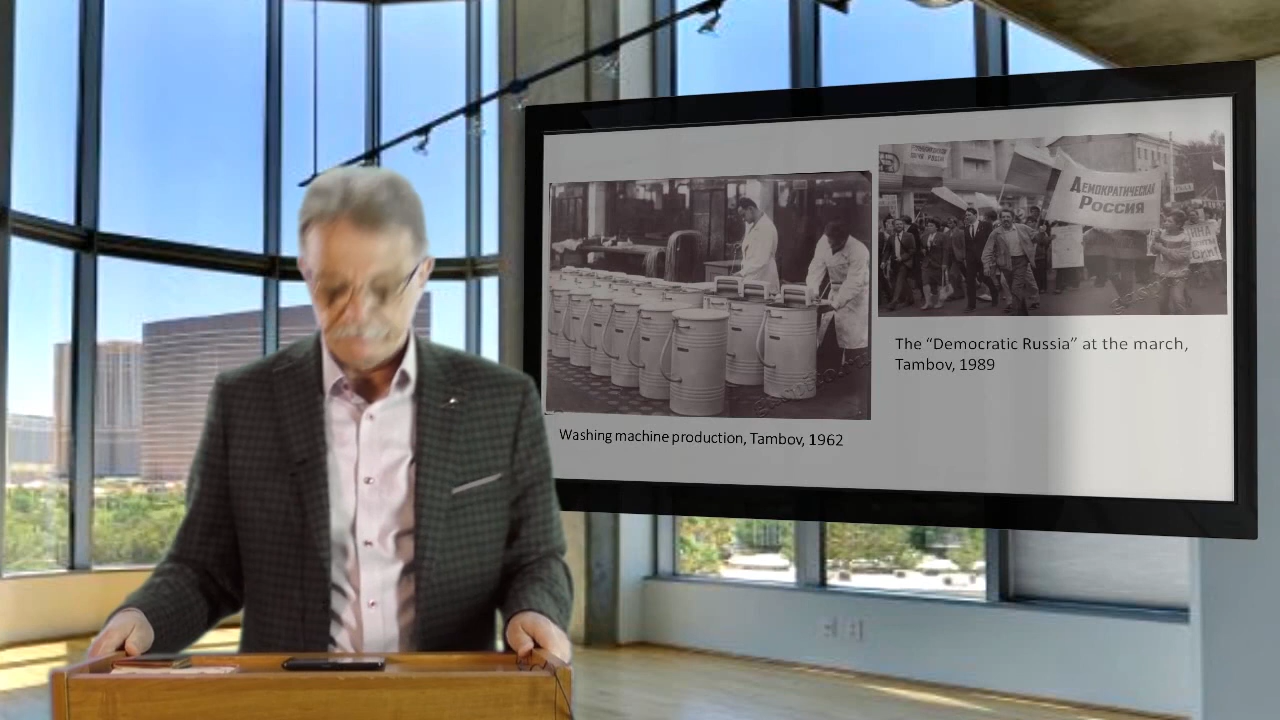 Washing machine production, Tambov, 1962
ДЕМОКРАТИЧЕСКАЯ
РОССИЯ
The “Democratic Russia” at the march,
Tambov, 1989